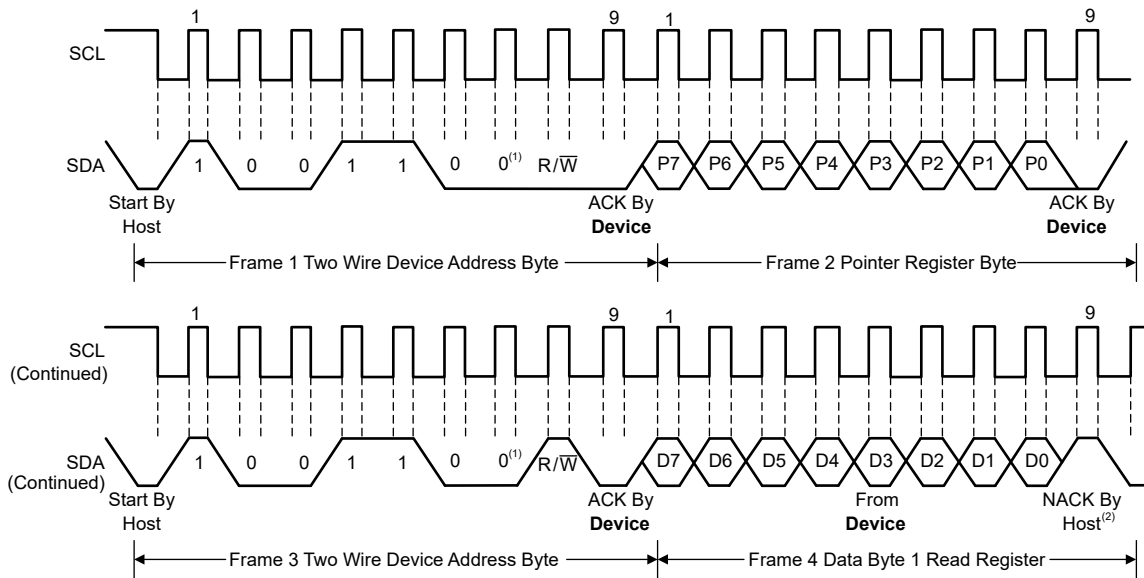 1 9 1 9
SCL
SDA 1 0 0 1 1 0 0(1) R/W̅ P7 P6 P5 P4 P3 P2 P1 P0
Start By ACK By ACK By
Host Device Device
Frame 1 Two Wire Device Address Byte Frame 2 Pointer Register Byte
1 9 1 9
SCL
(Continued)
SDA 1 0 0 1 1 0 0(1) R/W̅ D7 D6 D5 D4 D3 D2 D1 D0
(Continued)
Start By ACK By From NACK By
Host Device Device Host(2)
Frame 3 Two Wire Device Address Byte Frame 4 Data Byte 1 Read Register